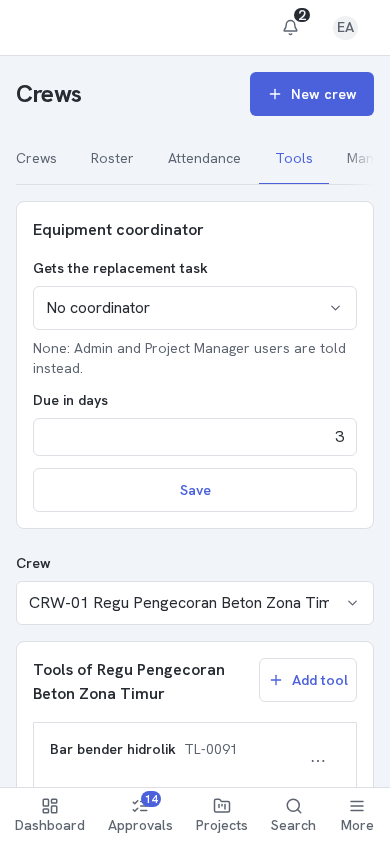 2
EA
Crews
New crew
Crews Roster Attendance Tools Man
Equipment coordinator
Gets the replacement task
No coordinator
None: Admin and Project Manager users are told
instead.
Due in days
3
Save
Crew
CRW-01 Regu Pengecoran Beton Zona Tim
Tools of Regu Pengecoran
Beton Zona Timur
Add tool
Bar bender hidrolik TL-0091
14
Dashboard Approvals Projects Search More